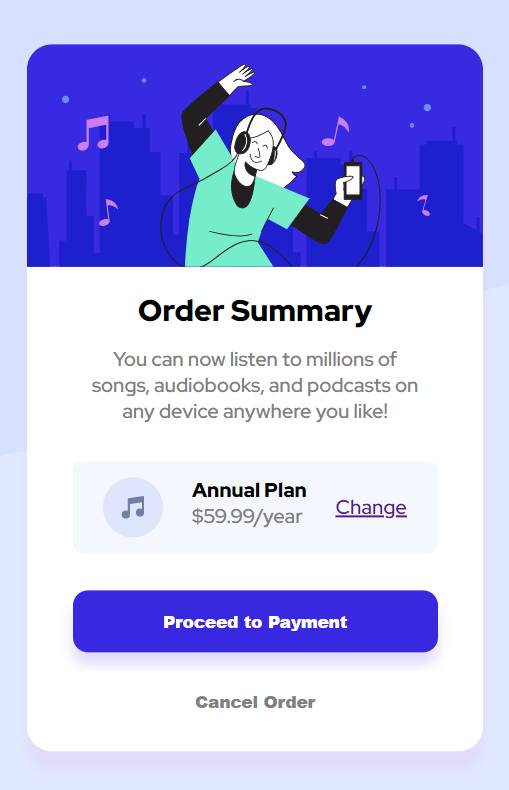 Order Summary
You can now listen to millions of
songs, audiobooks, and podcasts on
any device anywhere you like!
Annual Plan
$59.99/year
Change
Proceed to Payment
Cancel Order